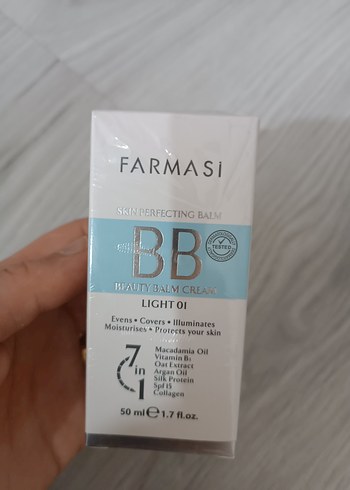 FARMASi
SKIN PERFECTING BALM
BB
TESTED
BEAUTY BALM CREAM
LIGHT 01
Evens • Covers • Illuminates
Moisturises • Protects your skin
7 in 1
Macadamia Oil
Vitamin B₅
Oat Extract
Argan Oil
Silk Protein
Spf 15
Collagen
50 ml ℮ 1.7 fl.oz.